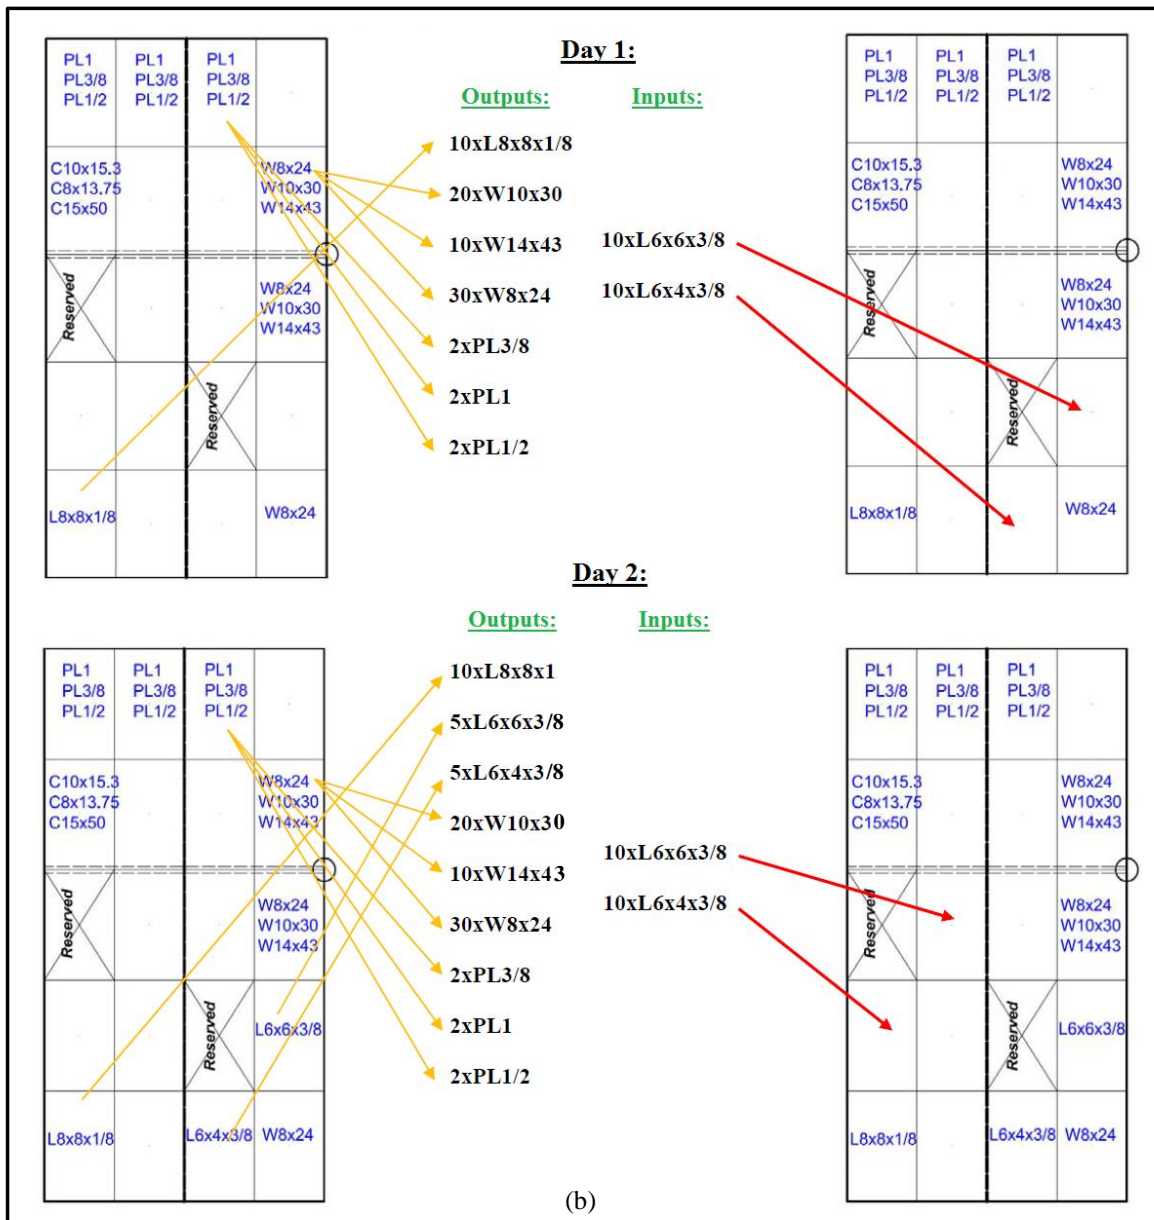 Day 1:
Outputs:
Inputs:
PL1
PL3/8
PL1/2
PL1
PL3/8
PL1/2
PL1
PL3/8
PL1/2
C10x15.3
C8x13.75
C15x50
W8x24
W10x30
W14x43
Reserved
W8x24
W10x30
W14x43
Reserved
L8x8x1/8
W8x24
10xL8x8x1/8
20xW10x30
10xW14x43
30xW8x24
2xPL3/8
2xPL1
2xPL1/2
10xL6x6x3/8
10xL6x4x3/8
PL1
PL3/8
PL1/2
PL1
PL3/8
PL1/2
PL1
PL3/8
PL1/2
C10x15.3
C8x13.75
C15x50
W8x24
W10x30
W14x43
Reserved
W8x24
W10x30
W14x43
Reserved
L8x8x1/8
W8x24
Day 2:
Outputs:
Inputs:
PL1
PL3/8
PL1/2
PL1
PL3/8
PL1/2
PL1
PL3/8
PL1/2
C10x15.3
C8x13.75
C15x50
W8x24
W10x30
W14x43
Reserved
W8x24
W10x30
W14x43
Reserved
L6x6x3/8
L8x8x1/8
L6x4x3/8
W8x24
10xL8x8x1
5xL6x6x3/8
5xL6x4x3/8
20xW10x30
10xW14x43
30xW8x24
2xPL3/8
2xPL1
2xPL1/2
10xL6x6x3/8
10xL6x4x3/8
PL1
PL3/8
PL1/2
PL1
PL3/8
PL1/2
PL1
PL3/8
PL1/2
C10x15.3
C8x13.75
C15x50
W8x24
W10x30
W14x43
Reserved
W8x24
W10x30
W14x43
Reserved
L6x6x3/8
L8x8x1/8
L6x4x3/8
W8x24
(b)